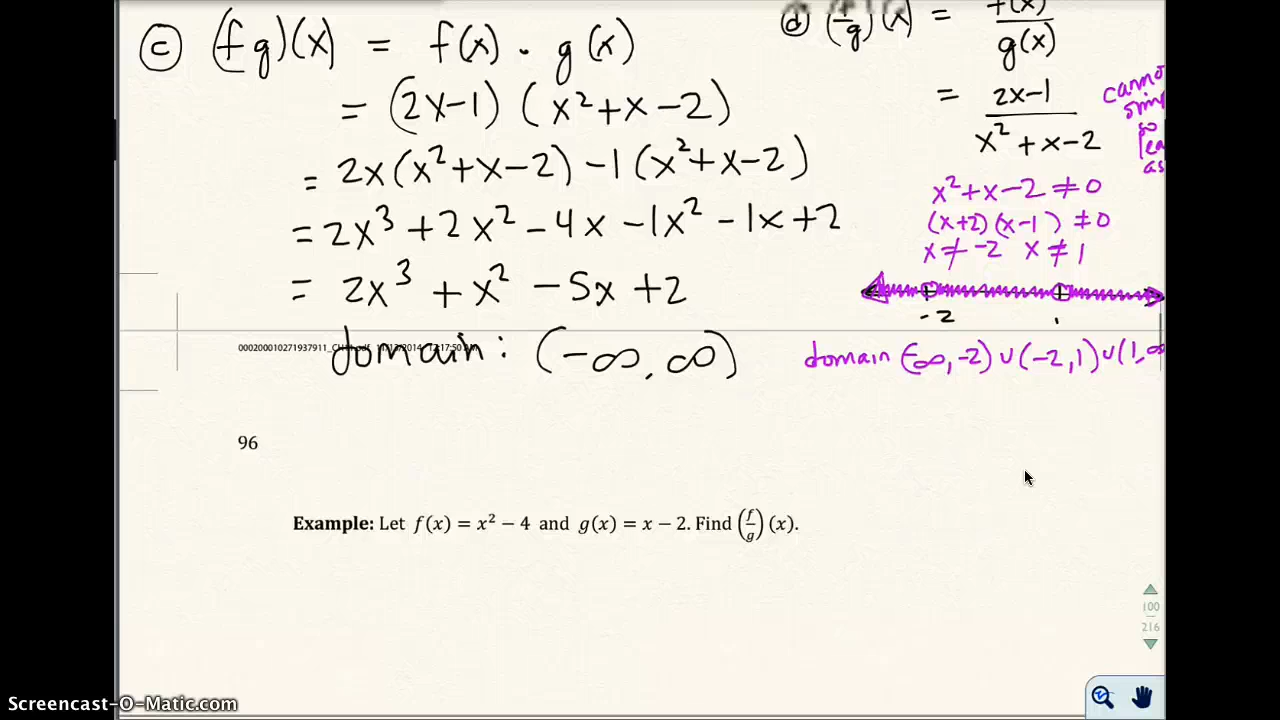 ⓒ (fg)(x) = f(x) · g(x)
= (2x-1) (x² + x - 2)
= 2x(x² + x - 2) - 1(x² + x - 2)
= 2x³ + 2x² - 4x - 1x² - 1x + 2
= 2x³ + x² - 5x + 2
domain: (-∞, ∞)
ⓓ (f/g)(x) = f(x)/g(x)
= 2x-1 / x² + x - 2
x² + x - 2 ≠ 0
(x+2)(x-1) ≠ 0
x ≠ -2 x ≠ 1
-2 1
domain (-∞, -2) ∪ (-2, 1) ∪ (1, ∞
96
Example: Let f(x) = x² − 4 and g(x) = x − 2. Find (f/g)(x).
100
216
Screencast-O-Matic.com